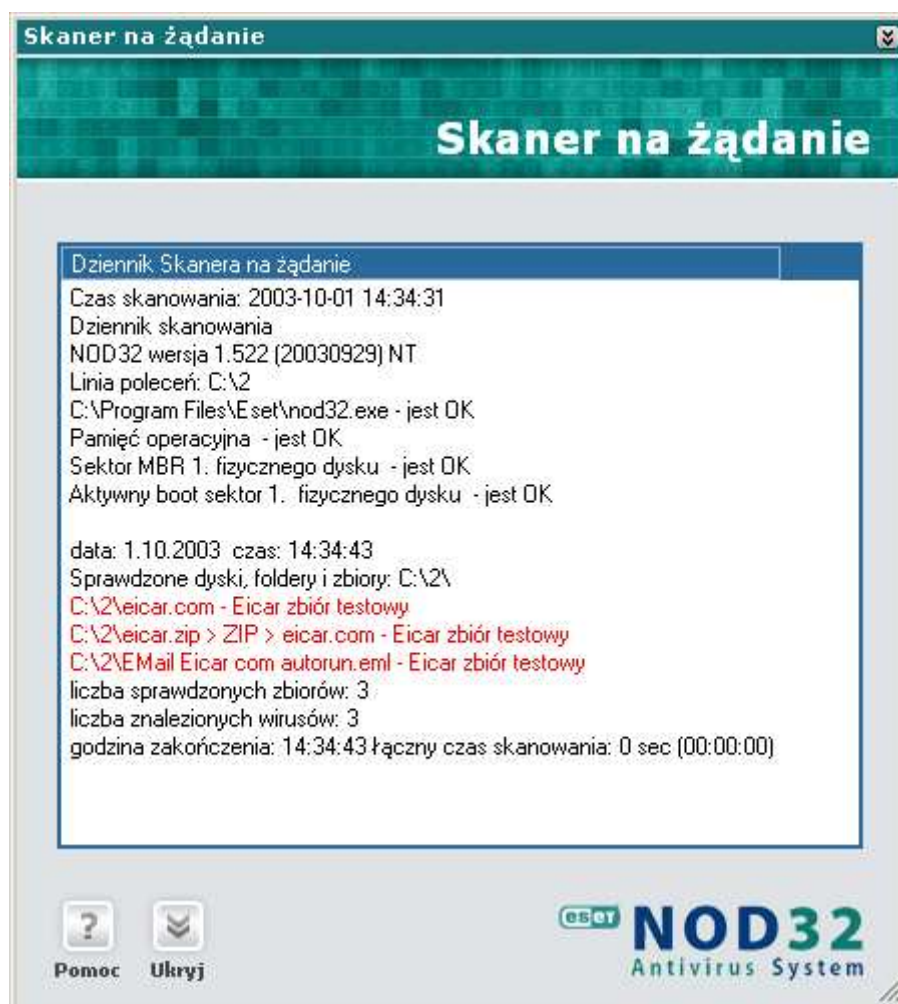 Skaner na żądanie
Skaner na żądanie
Dziennik Skanera na żądanie
Czas skanowania: 2003-10-01 14:34:31
Dziennik skanowania
NOD32 wersja 1.522 (20030929) NT
Linia poleceń: C:\2
C:\Program Files\Eset\nod32.exe - jest OK
Pamięć operacyjna  - jest OK
Sektor MBR 1. fizycznego dysku  - jest OK
Aktywny boot sektor 1.  fizycznego dysku  - jest OK
data: 1.10.2003  czas: 14:34:43
Sprawdzone dyski, foldery i zbiory: C:\2\
C:\2\eicar.com - Eicar zbiór testowy
C:\2\eicar.zip > ZIP > eicar.com - Eicar zbiór testowy
C:\2\EMail Eicar com autorun.eml - Eicar zbiór testowy
liczba sprawdzonych zbiorów: 3
liczba znalezionych wirusów: 3
godzina zakończenia: 14:34:43 łączny czas skanowania: 0 sec (00:00:00)
?
Pomoc
Ukryj
eseT NOD32
Antivirus System